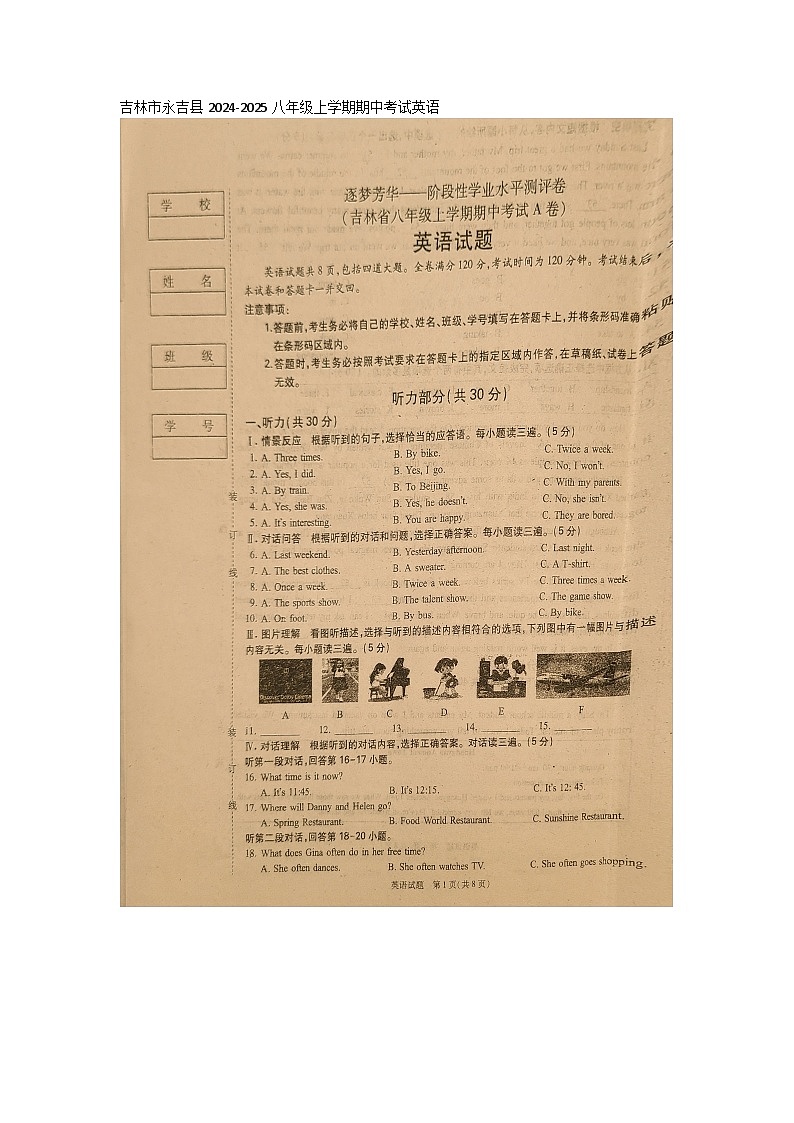 吉林市永吉县 2024-2025 八年级上学期期中考试英语
逐梦芳华——阶段性学业水平测评卷
(吉林省八年级上学期期中考试 A 卷)
英语试题
学 校
姓 名
班 级
学 号
装
订
线
装
订
线
英语试题共 8 页,包括四道大题。全卷满分 120 分,考试时间为 120 分钟。考试结束后,
本试卷和答题卡一并交回。
注意事项:
1. 答题前,考生务必将自己的学校、姓名、班级、学号填写在答题卡上,并将条形码准确粘贴
在条形码区域内。
2. 答题时,考生务必按照考试要求在答题卡上的指定区域内作答,在草稿纸、试卷上答题
无效。
听力部分(共 30 分)
一、听力(共 30 分)
Ⅰ. 情景反应 根据听到的句子,选择恰当的应答语。每小题读三遍。(5 分)
1. A. Three times. B. By bike. C. Twice a week.
2. A. Yes, I did. B. Yes, I go. C. No, I won't.
3. A. By train. B. To Beijing. C. With my parents.
4. A. Yes, she was. B. Yes, he doesn't. C. No, she isn't.
5. A. It's interesting. B. You are happy. C. They are bored.
Ⅱ. 对话问答 根据听到的对话和问题,选择正确答案。每小题读三遍。(5 分)
6. A. Last weekend. B. Yesterday afternoon. C. Last night.
7. A. The best clothes. B. A sweater. C. A T-shirt.
8. A. Once a week. B. Twice a week. C. Three times a week.
9. A. The sports show. B. The talent show. C. The game show.
10. A. On foot. B. By bus. C. By bike.
Ⅲ. 图片理解 看图听描述,选择与听到的描述内容相符合的选项,下列图中有一幅图片与描述
内容无关。每小题读三遍。(5 分)
A B C D E F
11. ______ 12. ______ 13. ______ 14. ______ 15. ______
Ⅳ. 对话理解 根据听到的对话内容,选择正确答案。对话读三遍。(5 分)
听第一段对话,回答第 16-17 小题。
16. What time is it now?
A. It's 11:45. B. It's 12:15. C. It's 12: 45.
17. Where will Danny and Helen go?
A. Spring Restaurant. B. Food World Restaurant. C. Sunshine Restaurant.
听第二段对话,回答第 18-20 小题。
18. What does Gina often do in her free time?
A. She often dances. B. She often watches TV. C. She often goes shopping.
英语试题 第 1 页(共 8 页)